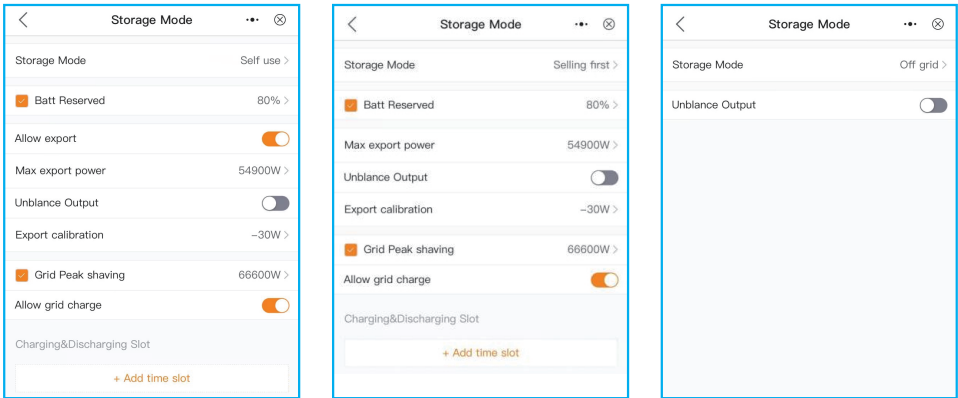 Storage Mode
Storage Mode Self use >
Batt Reserved 80% >
Allow export
Max export power 54900W >
Unblance Output
Export calibration -30W >
Grid Peak shaving 66600W >
Allow grid charge
Charging&Discharging Slot
+ Add time slot
Storage Mode
Storage Mode Selling first >
Batt Reserved 80% >
Max export power 54900W >
Unblance Output
Export calibration -30W >
Grid Peak shaving 66600W >
Allow grid charge
Charging&Discharging Slot
+ Add time slot
Storage Mode
Storage Mode Off grid >
Unblance Output